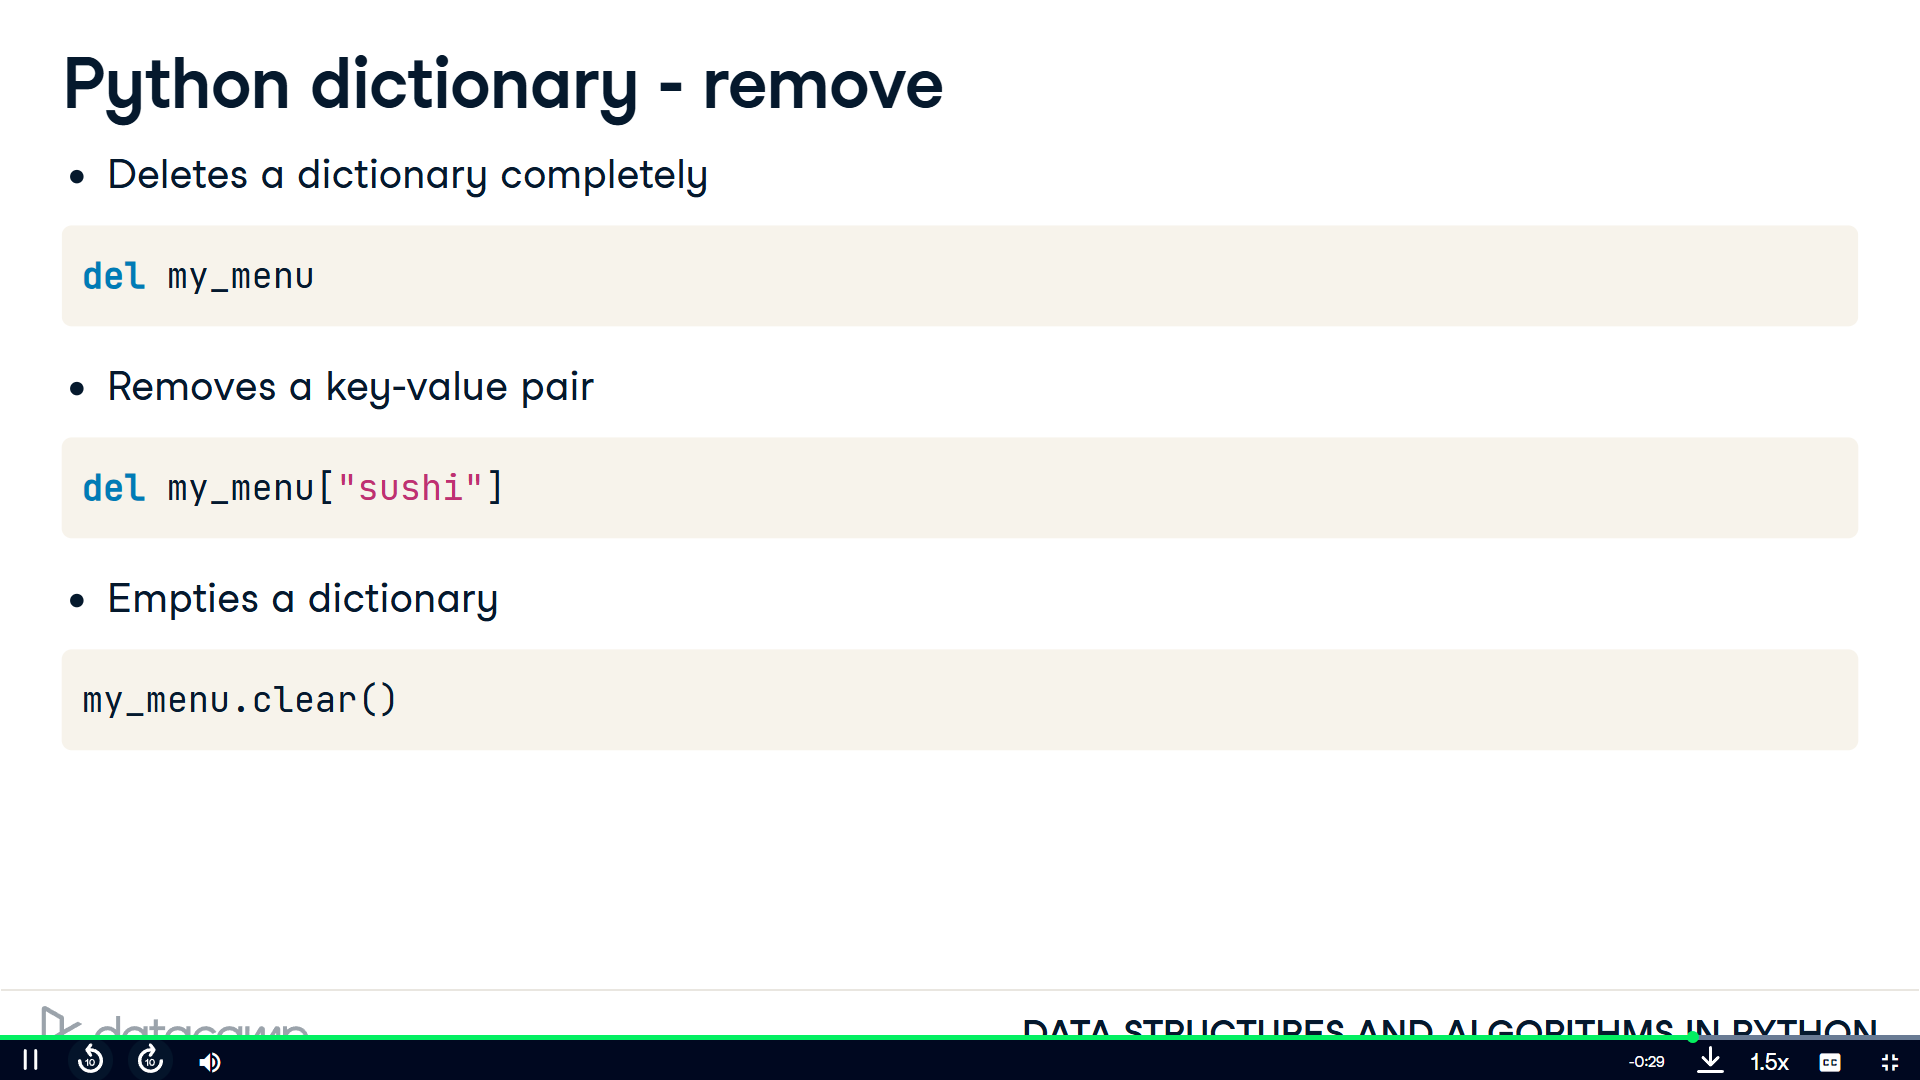 Python dictionary - remove
• Deletes a dictionary completely
del my_menu
• Removes a key-value pair
del my_menu["sushi"]
• Empties a dictionary
my_menu.clear()
datacamp
DATA STRUCTURES AND ALGORITHMS IN PYTHON
10
10
-0:29
1.5x
CC